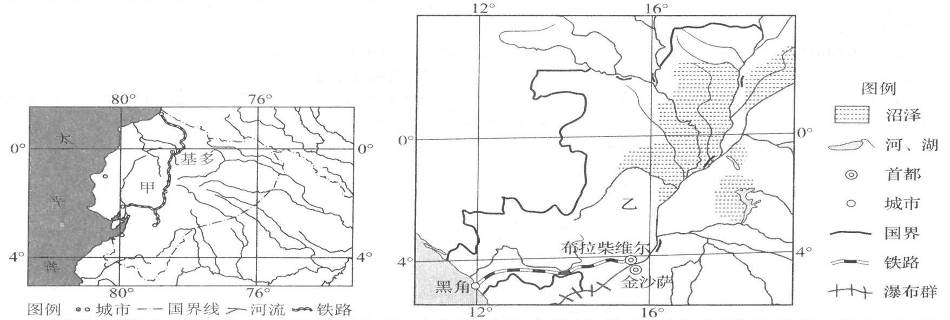 80° 76°
太
平
洋
0° 0°
基多
甲
4° 4°
80° 76°
图例 城市 国界线 河流 铁路
12° 16°
0° 0°
乙
布拉柴维尔
4° 4°
金沙萨
黑角
12° 16°
图例
沼泽
河、湖
首都
城市
国界
铁路
瀑布群